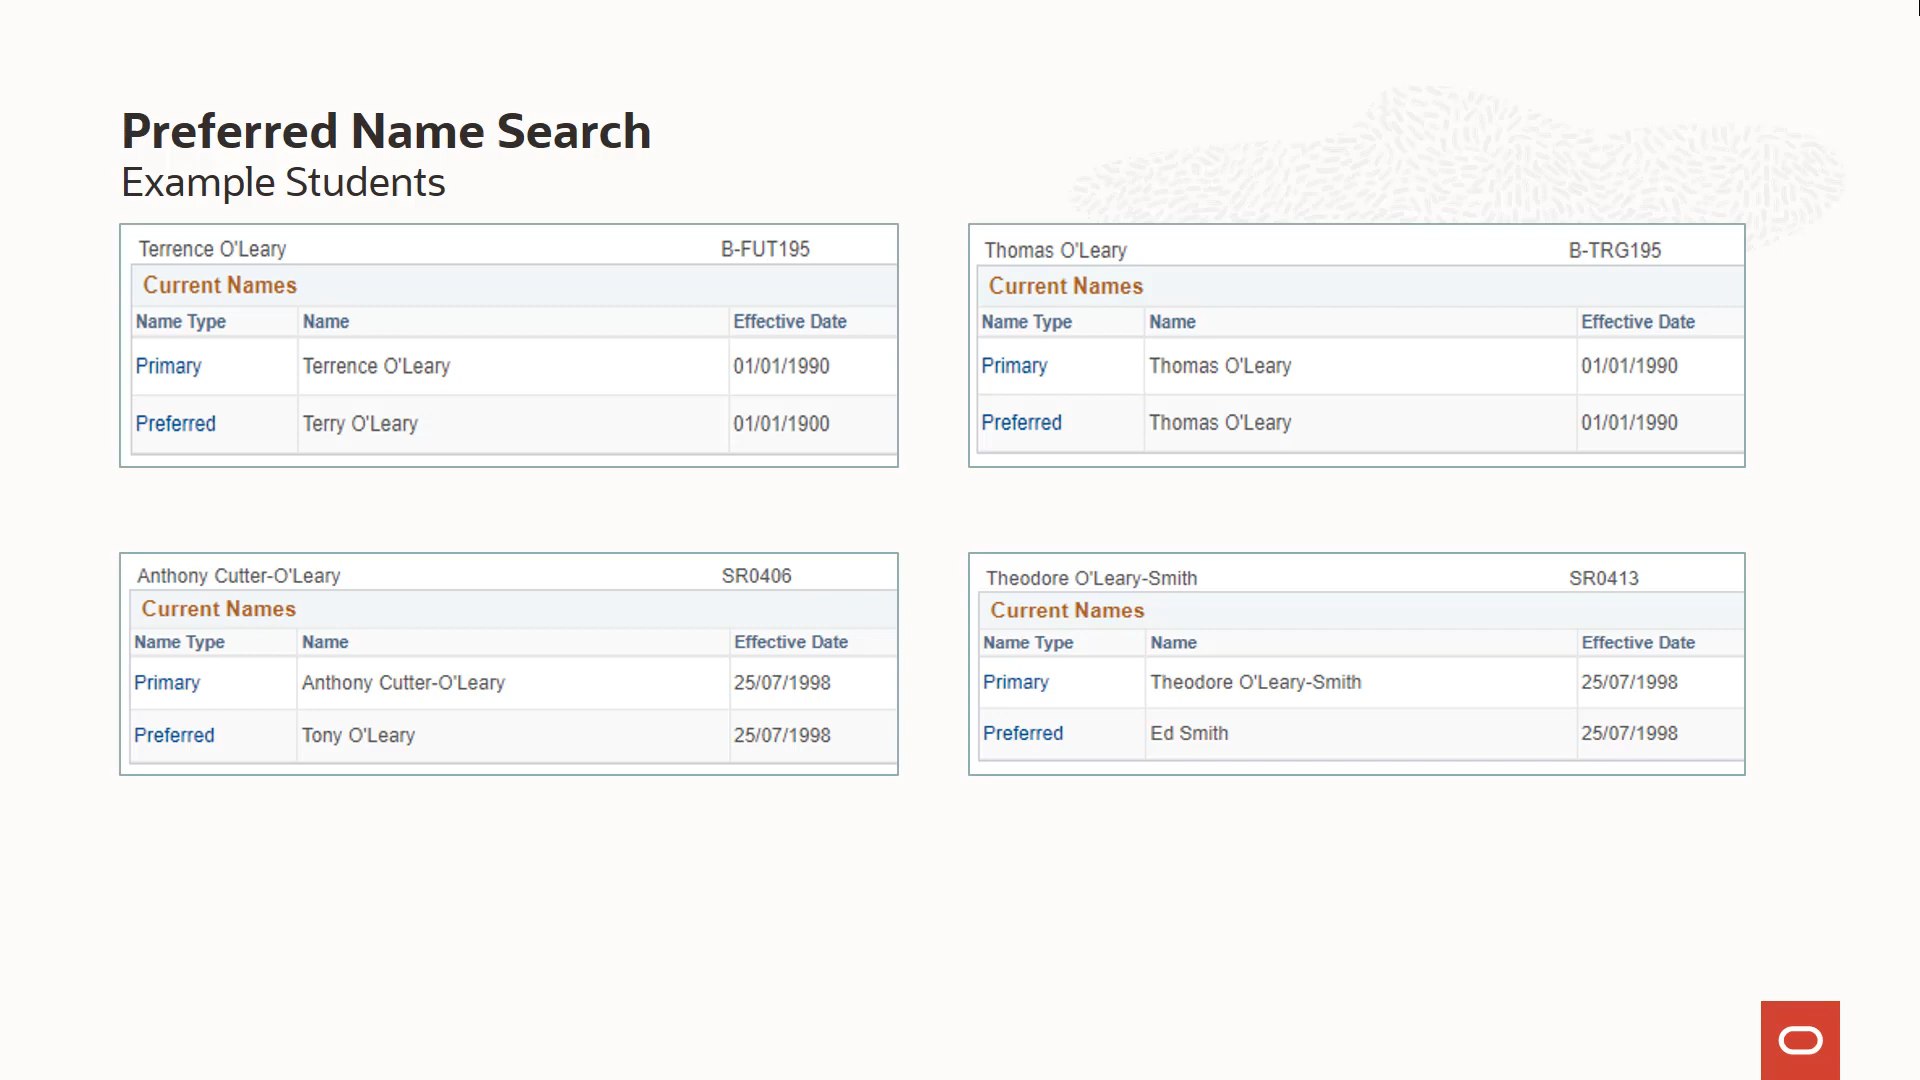 Preferred Name Search
Example Students
Terrence O'Leary B-FUT195
Current Names
Name Type Name Effective Date
Primary Terrence O'Leary 01/01/1990
Preferred Terry O'Leary 01/01/1900
Thomas O'Leary B-TRG195
Current Names
Name Type Name Effective Date
Primary Thomas O'Leary 01/01/1990
Preferred Thomas O'Leary 01/01/1990
Anthony Cutter-O'Leary SR0406
Current Names
Name Type Name Effective Date
Primary Anthony Cutter-O'Leary 25/07/1998
Preferred Tony O'Leary 25/07/1998
Theodore O'Leary-Smith SR0413
Current Names
Name Type Name Effective Date
Primary Theodore O'Leary-Smith 25/07/1998
Preferred Ed Smith 25/07/1998